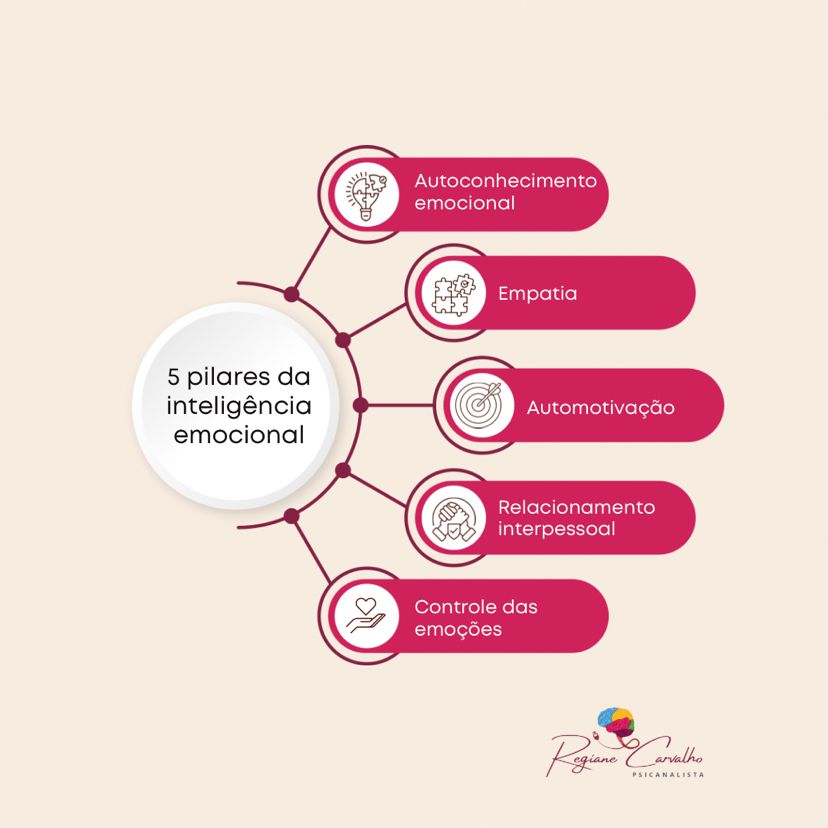 Autoconhecimento
emocional
Empatia
5 pilares da
inteligência
emocional
Automotivação
Relacionamento
interpessoal
Controle das
emoções
Regiane Carvalho
PSICANALISTA